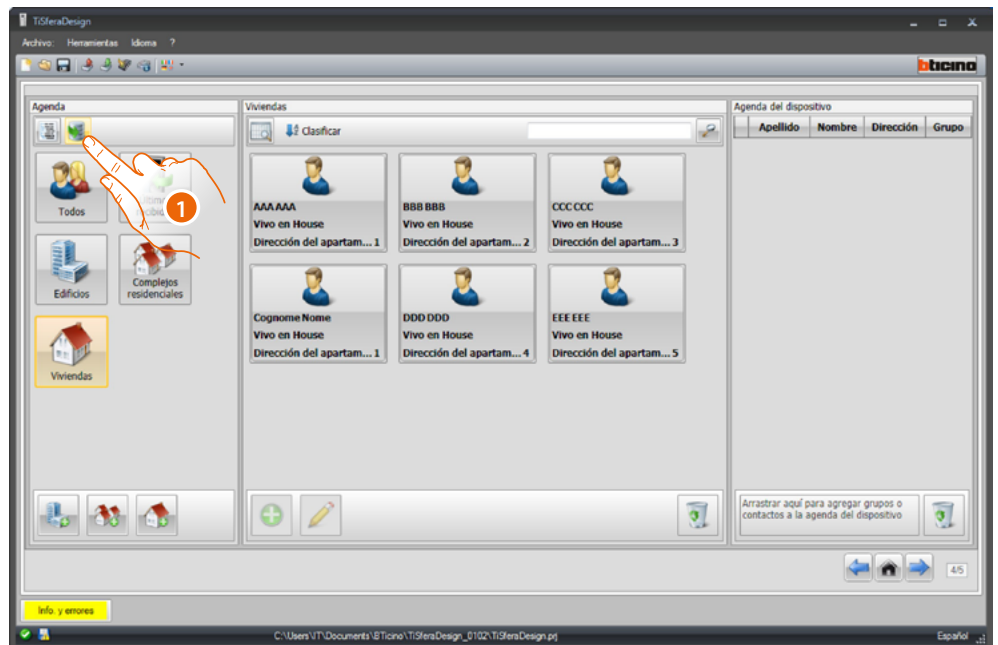 TiSferaDesign
Archivo: Herramientas Idioma ?
bticino
Agenda
Todos
Edificios
Complejos
residenciales
Viviendas
1
Viviendas
Clasificar
AAA AAA
Vivo en House
Dirección del apartam... 1
BBB BBB
Vivo en House
Dirección del apartam... 2
CCC CCC
Vivo en House
Dirección del apartam... 3
Cognome Nome
Vivo en House
Dirección del apartam... 1
DDD DDD
Vivo en House
Dirección del apartam... 4
EEE EEE
Vivo en House
Dirección del apartam... 5
Agenda del dispositivo
Apellido Nombre Dirección Grupo
Arrastrar aquí para agregar grupos o
contactos a la agenda del dispositivo
4/5
Info. y errores
C:\Users\IT\Documents\BTicino\TiSferaDesign_0102\TiSferaDesign.prj
Español